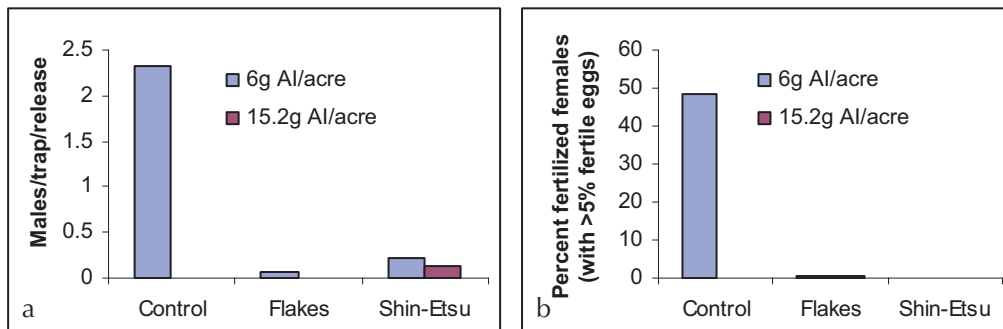 2.5
2
1.5
1
0.5
0
Males/trap/release
6g AI/acre
15.2g AI/acre
Control Flakes Shin-Etsu
a
60
50
40
30
20
10
0
Percent fertilized females
(with >5% fertile eggs)
6g AI/acre
15.2g AI/acre
Control Flakes Shin-Etsu
b